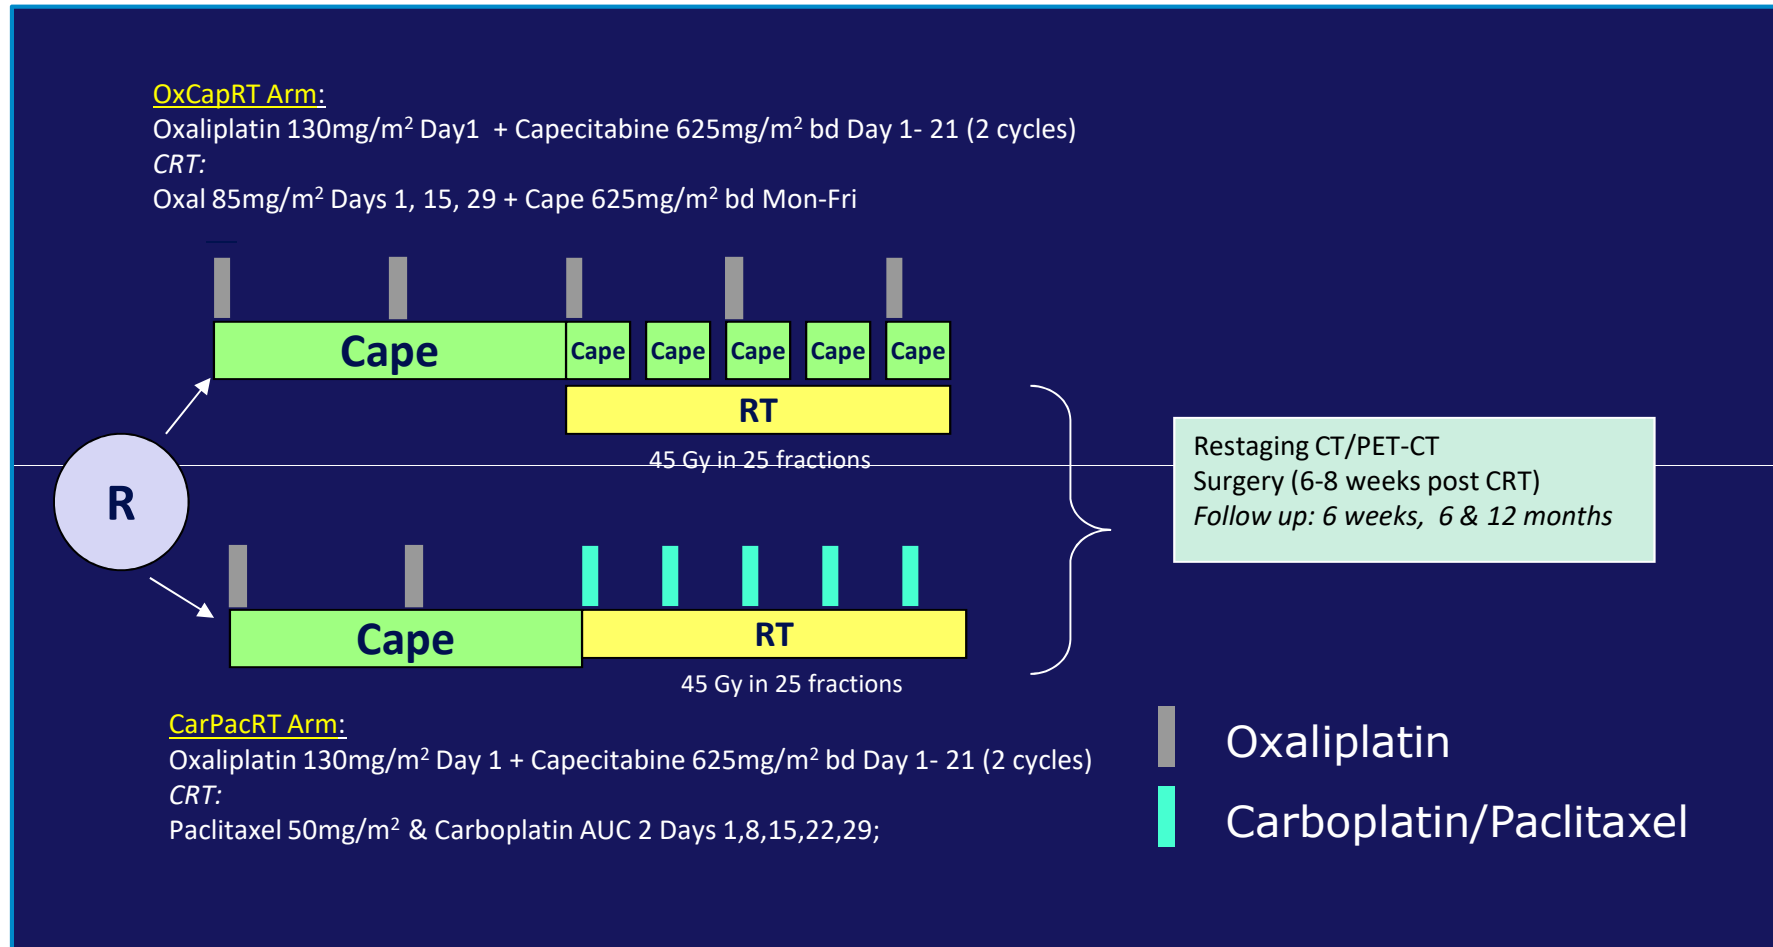 OxCapRT Arm:
Oxaliplatin 130mg/m² Day1 + Capecitabine 625mg/m² bd Day 1- 21 (2 cycles)
CRT:
Oxal 85mg/m² Days 1, 15, 29 + Cape 625mg/m² bd Mon-Fri
Cape
Cape
Cape
Cape
Cape
Cape
RT
45 Gy in 25 fractions
R
Restaging CT/PET-CT
Surgery (6-8 weeks post CRT)
Follow up: 6 weeks, 6 & 12 months
Cape
RT
45 Gy in 25 fractions
CarPacRT Arm:
Oxaliplatin 130mg/m² Day 1 + Capecitabine 625mg/m² bd Day 1- 21 (2 cycles)
CRT:
Paclitaxel 50mg/m² & Carboplatin AUC 2 Days 1,8,15,22,29;
Oxaliplatin
Carboplatin/Paclitaxel